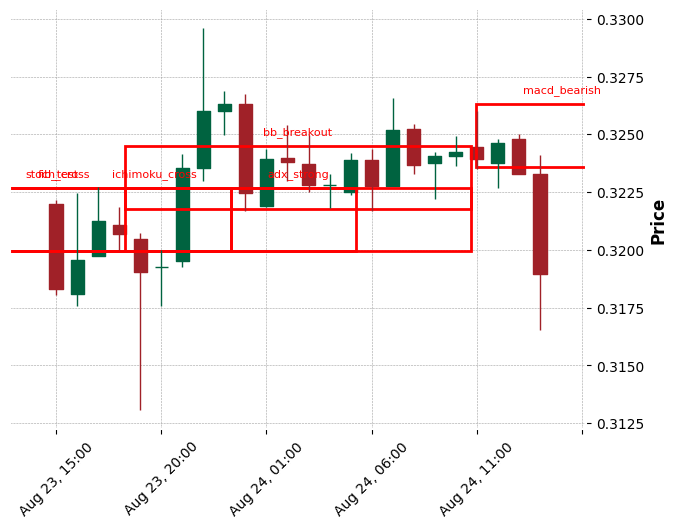 0.3300
0.3275
macd_bearish
0.3250
bb_breakout
0.3225
fib_test
ichimoku_cross
adx_strong
0.3200
Price
0.3175
0.3150
0.3125
Aug 23, 15:00
Aug 23, 20:00
Aug 24, 01:00
Aug 24, 06:00
Aug 24, 11:00